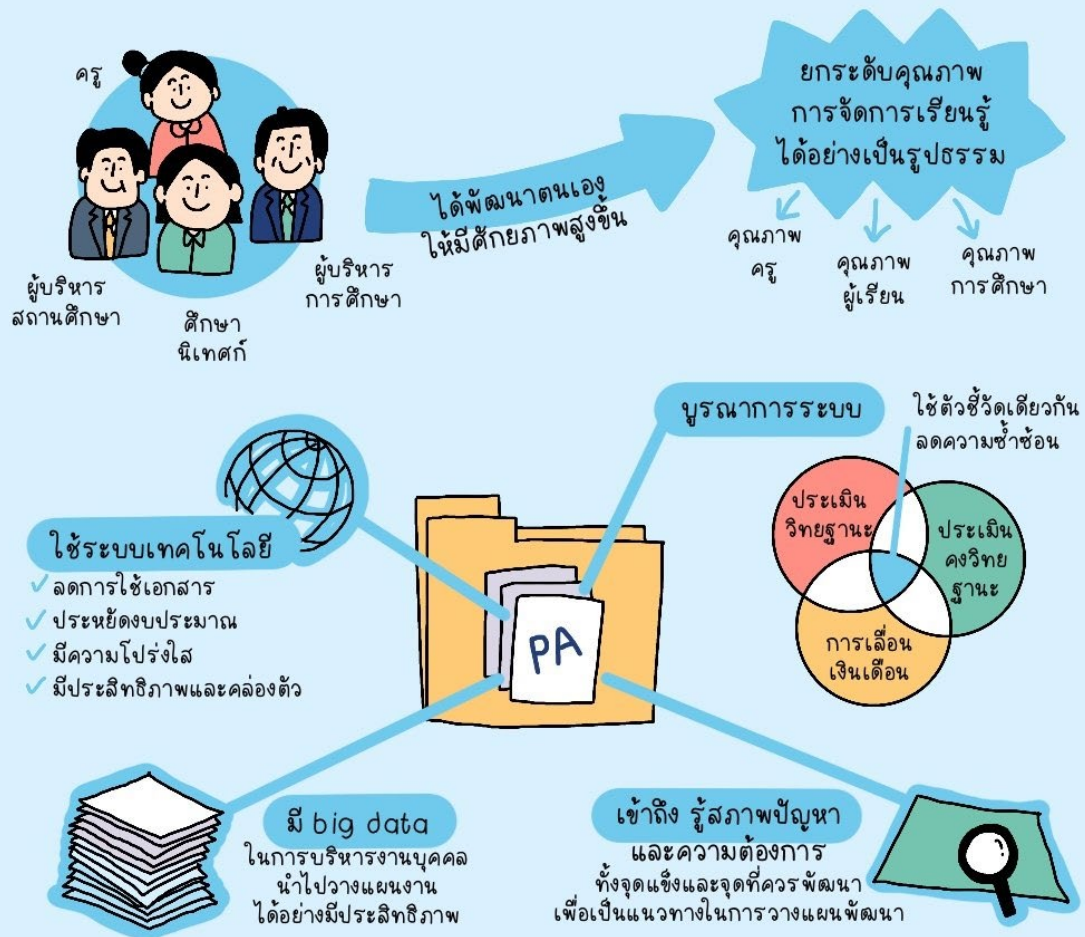 ครู
ผู้บริหาร
สถานศึกษา
ศึกษา
นิเทศก์
ผู้บริหาร
การศึกษา
ได้พัฒนาตนเอง
ให้มีศักยภาพสูงขึ้น
ยกระดับคุณภาพ
การจัดการเรียนรู้
ได้อย่างเป็นรูปธรรม
คุณภาพ
ครู
คุณภาพ
ผู้เรียน
คุณภาพ
การศึกษา
บูรณาการระบบ
ใช้ตัวชี้วัดเดียวกัน
ลดความซ้ำซ้อน
ประเมิน
วิทยฐานะ
ประเมิน
คงวิทย
ฐานะ
การเลื่อน
เงินเดือน
ใช้ระบบเทคโนโลยี
✓ ลดการใช้เอกสาร
✓ ประหยัดงบประมาณ
✓ มีความโปร่งใส
✓ มีประสิทธิภาพและคล่องตัว
PA
มี big data
ในการบริหารงานบุคคล
นำไปวางแผนงาน
ได้อย่างมีประสิทธิภาพ
เข้าถึง รู้สภาพปัญหา
และความต้องการ
ทั้งจุดแข็งและจุดที่ควรพัฒนา
เพื่อเป็นแนวทางในการวางแผนพัฒนา